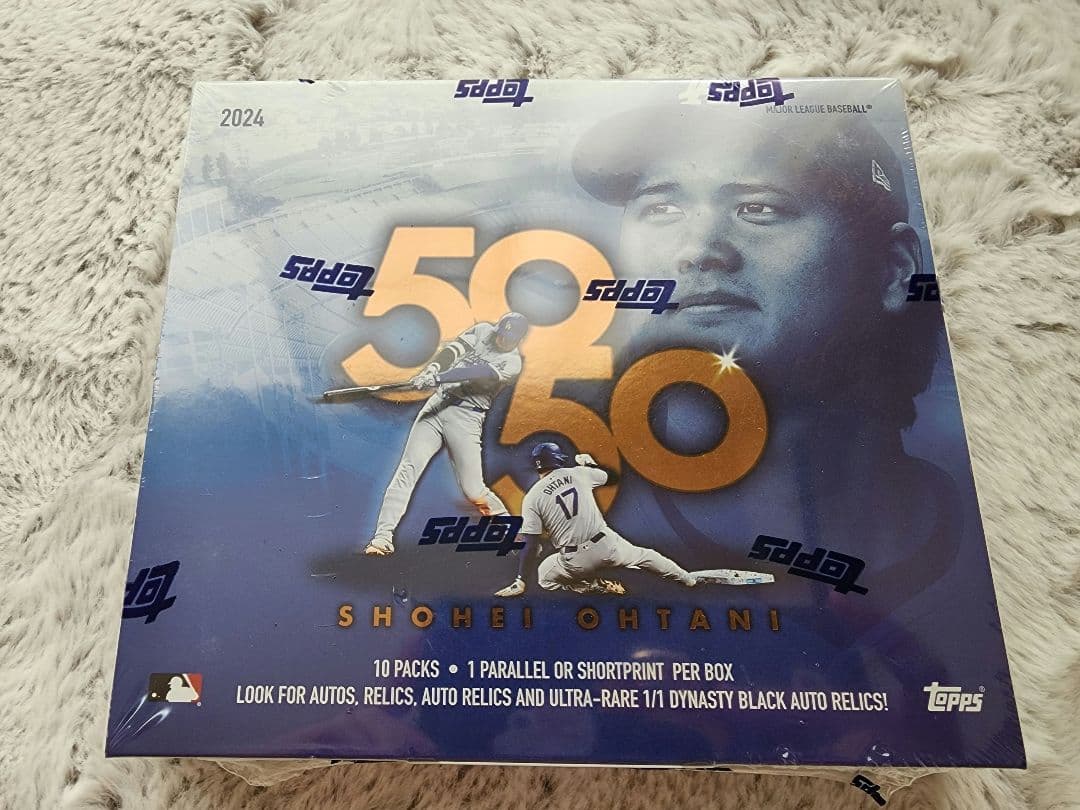 2024
MAJOR LEAGUE BASEBALL®
topps
topps
50
topps
topps
50
OHTANI
17
topps
topps
SHOHEI OHTANI
10 PACKS • 1 PARALLEL OR SHORTPRINT PER BOX
LOOK FOR AUTOS, RELICS, AUTO RELICS AND ULTRA-RARE 1/1 DYNASTY BLACK AUTO RELICS!
topps®